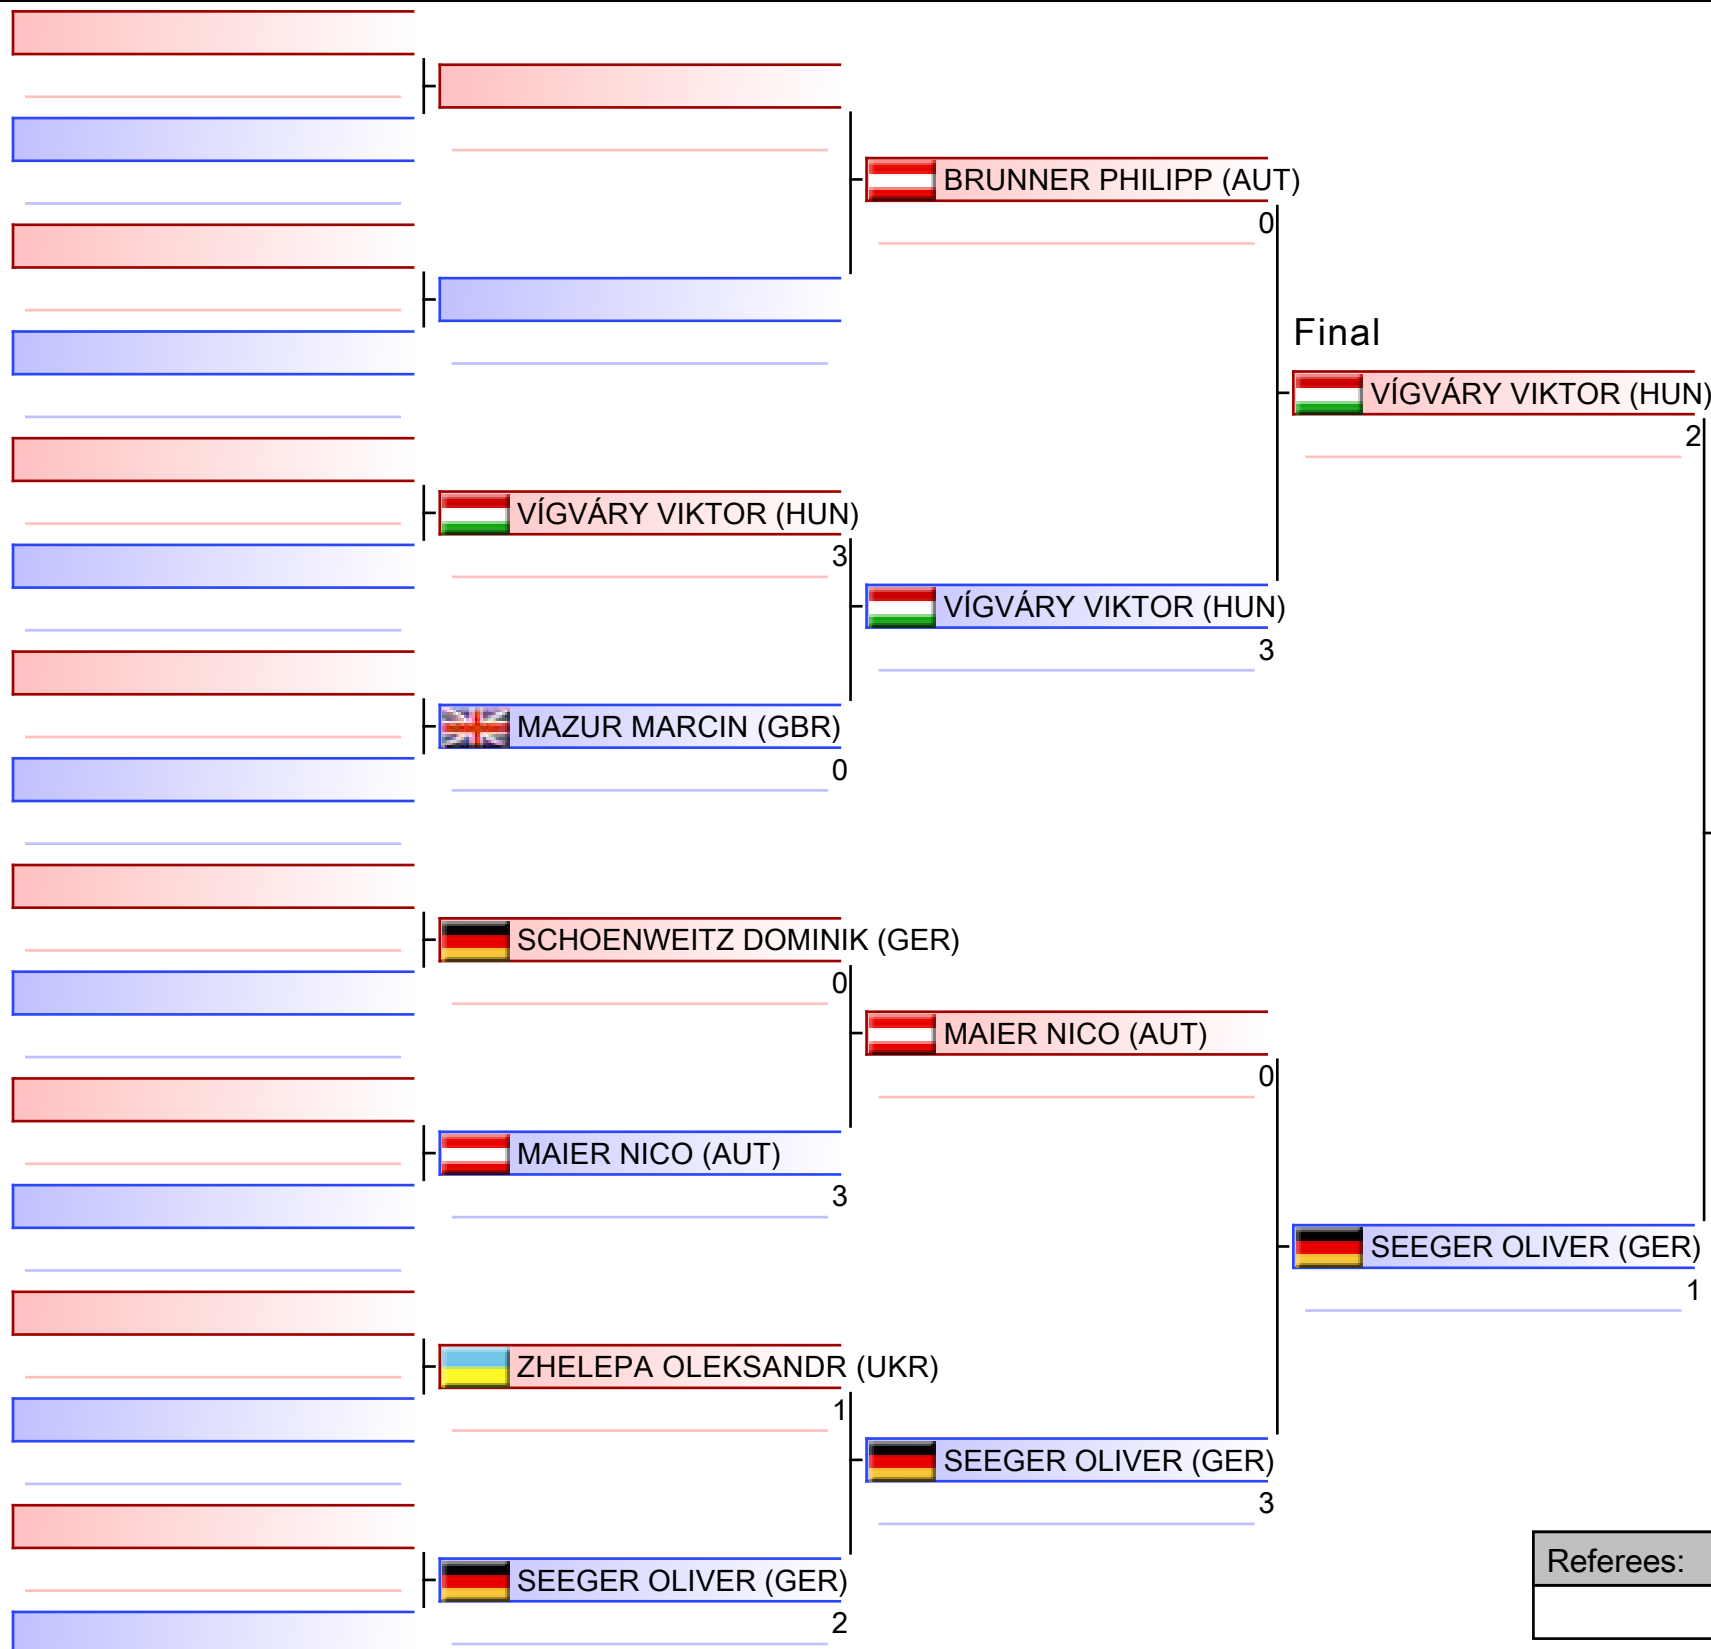 BRUNNER PHILIPP (AUT)
0
Final
VÍGVÁRY VIKTOR (HUN)
2
VÍGVÁRY VIKTOR (HUN)
3
VÍGVÁRY VIKTOR (HUN)
3
MAZUR MARCIN (GBR)
0
SCHOENWEITZ DOMINIK (GER)
0
MAIER NICO (AUT)
0
MAIER NICO (AUT)
3
SEEGER OLIVER (GER)
1
ZHELEPA OLEKSANDR (UKR)
1
SEEGER OLIVER (GER)
3
Referees:
SEEGER OLIVER (GER)
2